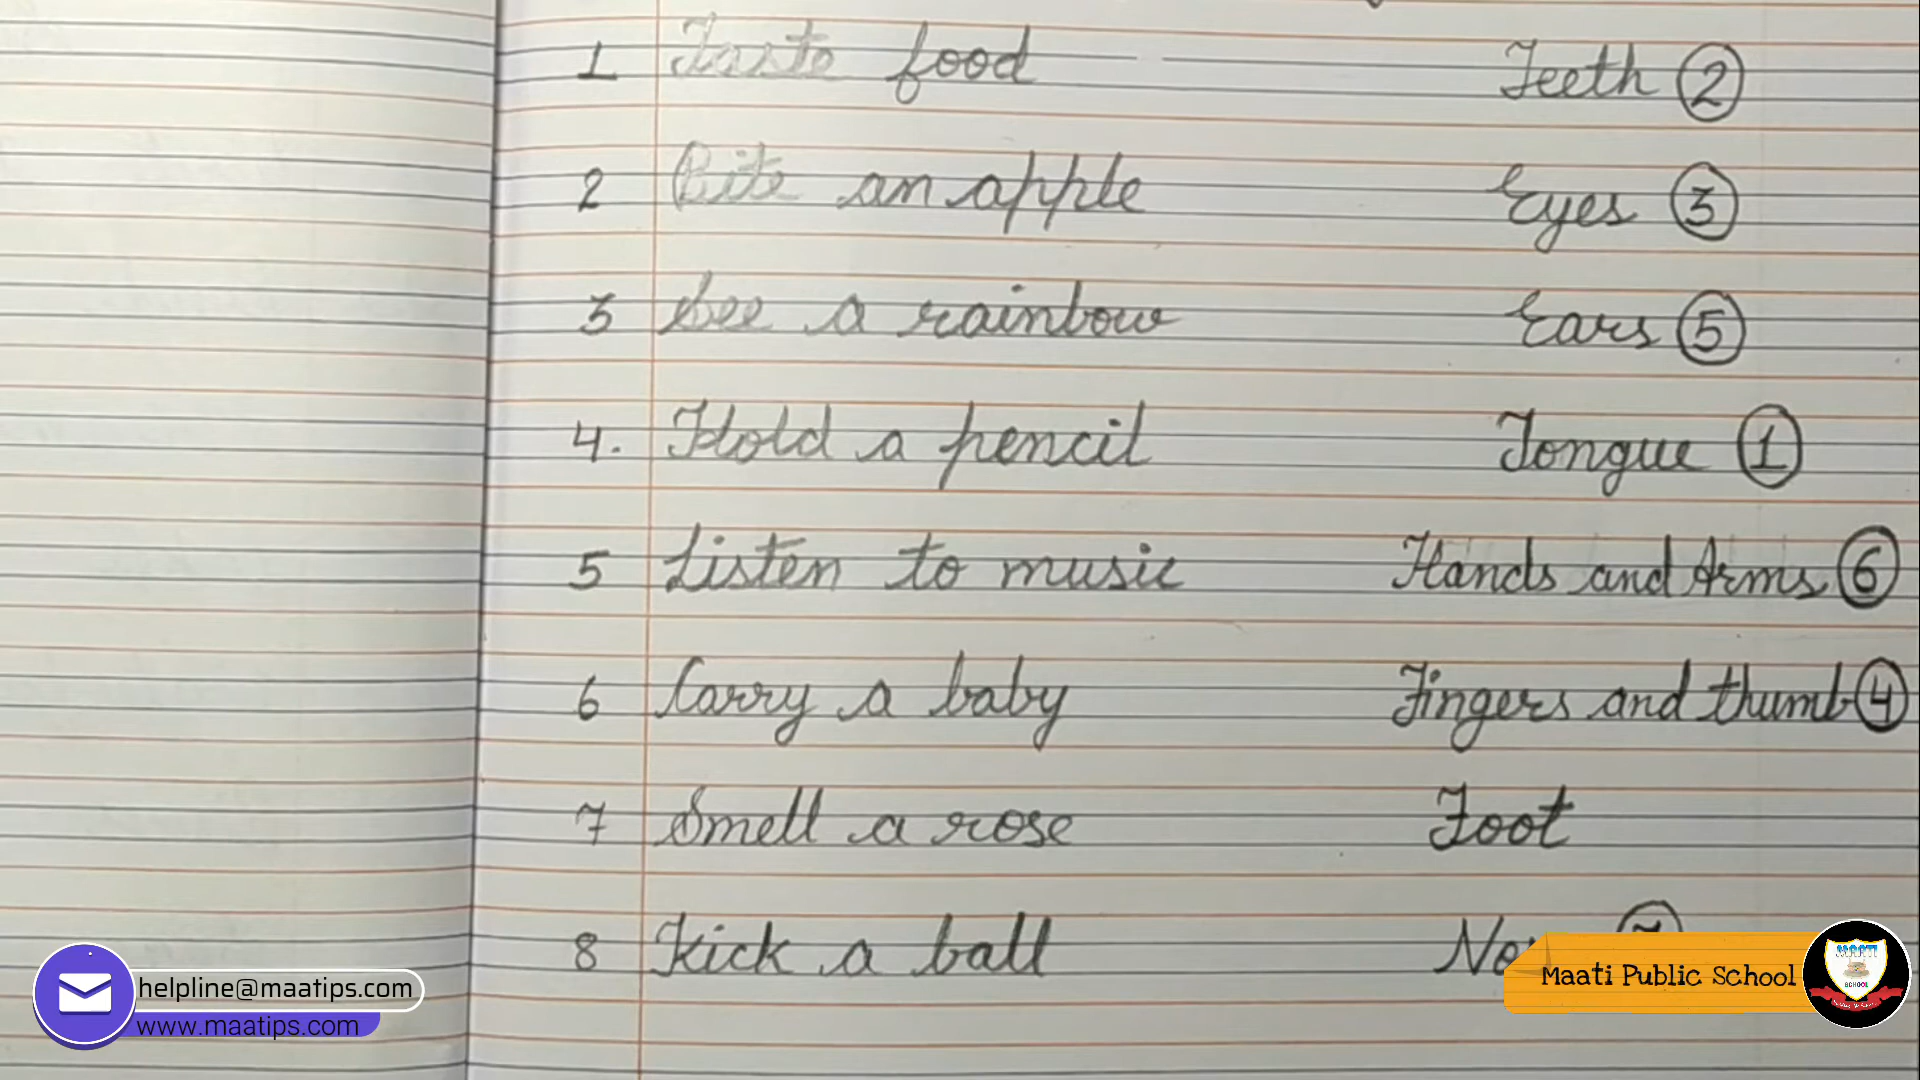 1 Taste food Teeth 2
2 Bite an apple Eyes 3
3 See a rainbow Ears 5
4. Hold a pencil Tongue 1
5 Listen to music Hands and Arms 6
6 Carry a baby Fingers and thumb 4
7 Smell a rose Foot
8 Kick a ball
helpline@maatips.com
www.maatips.com
Maati Public School
MAATI
SCHOOL